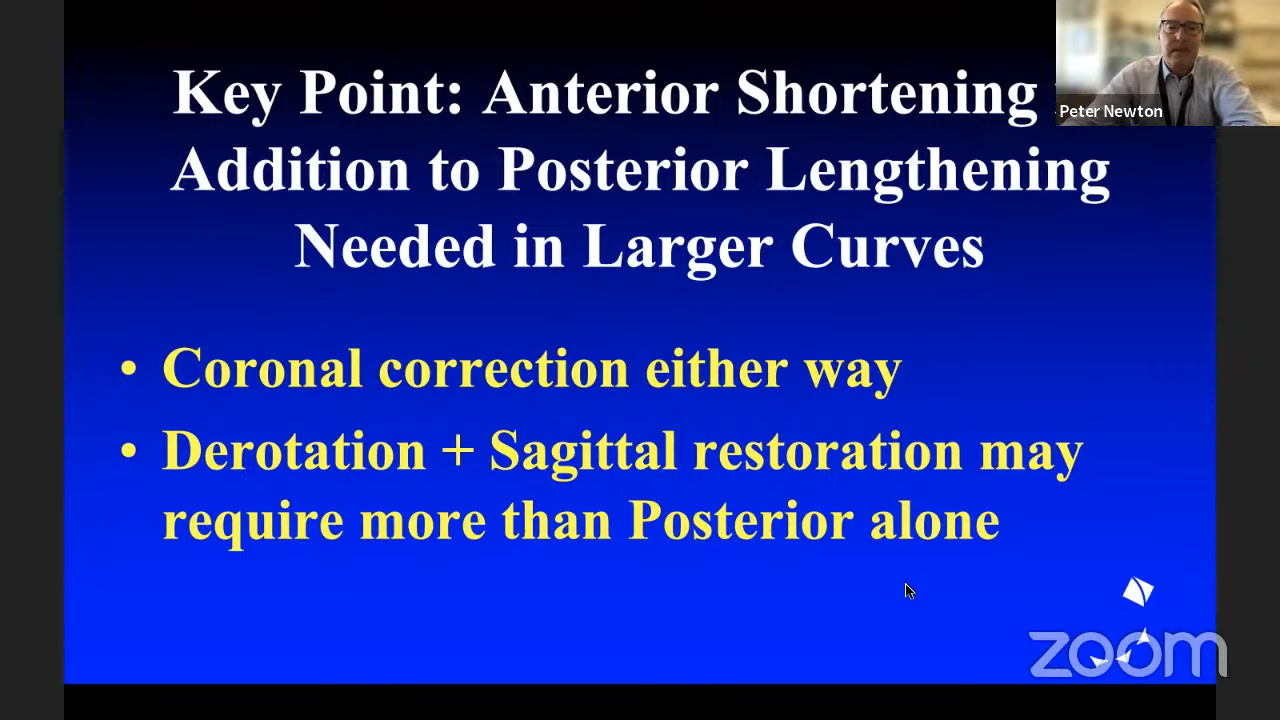 Key Point: Anterior Shortening
Addition to Posterior Lengthening
Needed in Larger Curves
• Coronal correction either way
• Derotation + Sagittal restoration may
require more than Posterior alone
Peter Newton
zoom